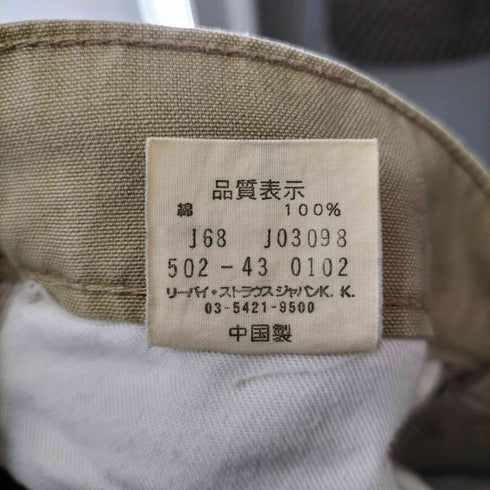 品質表示
綿 100%
J68 J03098
502-43 0102
リーバイ・ストラウスジャパンK.K.
03-5421-9500
中国製